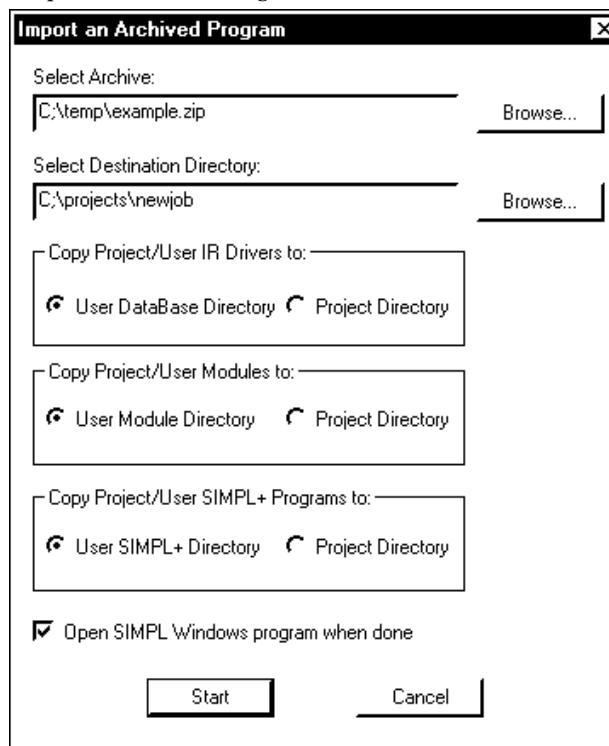 Import an Archived Program
Select Archive:
C;\temp\example.zip
Browse...
Select Destination Directory:
C;\projects\newjob
Browse...
Copy Project/User IR Drivers to:
User DataBase Directory Project Directory
Copy Project/User Modules to:
User Module Directory Project Directory
Copy Project/User SIMPL+ Programs to:
User SIMPL+ Directory Project Directory
Open SIMPL Windows program when done
Start Cancel